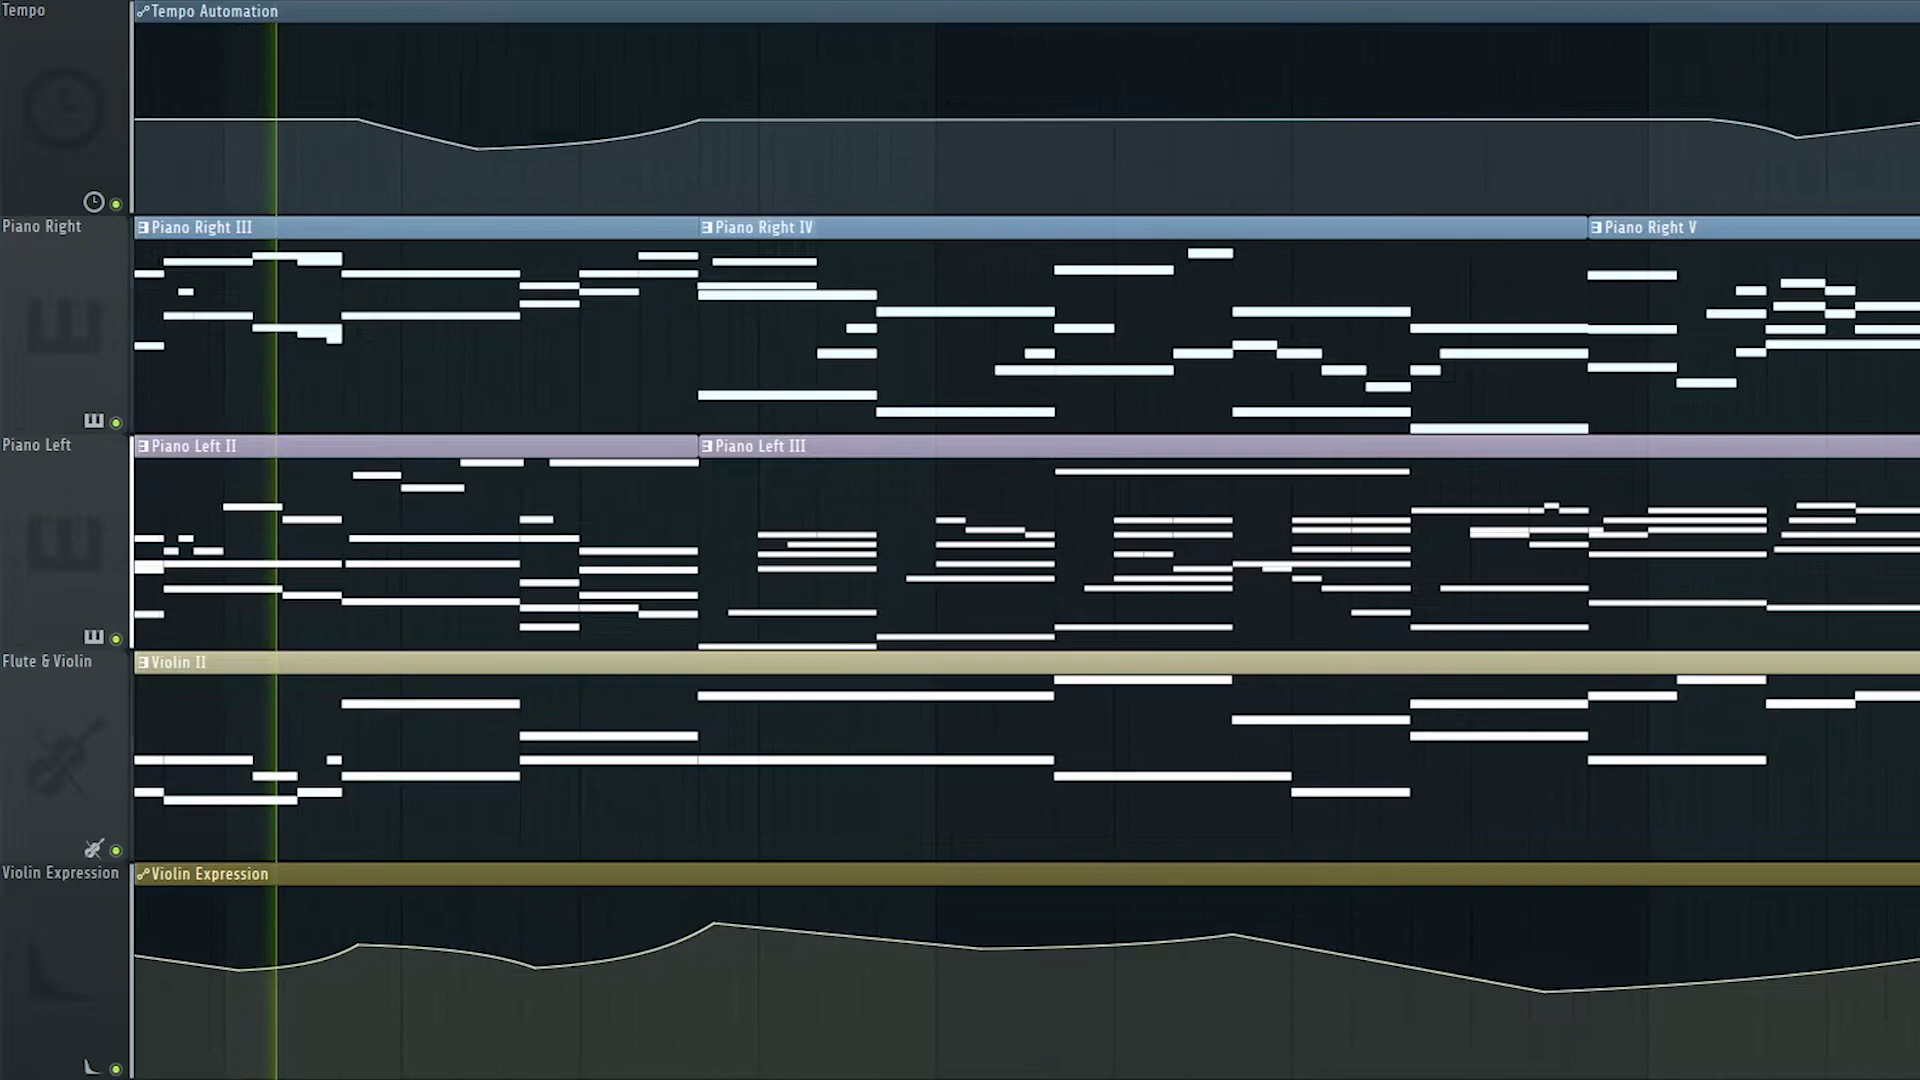 Tempo
Tempo Automation
Piano Right
Piano Right III
Piano Right IV
Piano Right V
Piano Left
Piano Left II
Piano Left III
Flute & Violin
Violin II
Violin Expression
Violin Expression